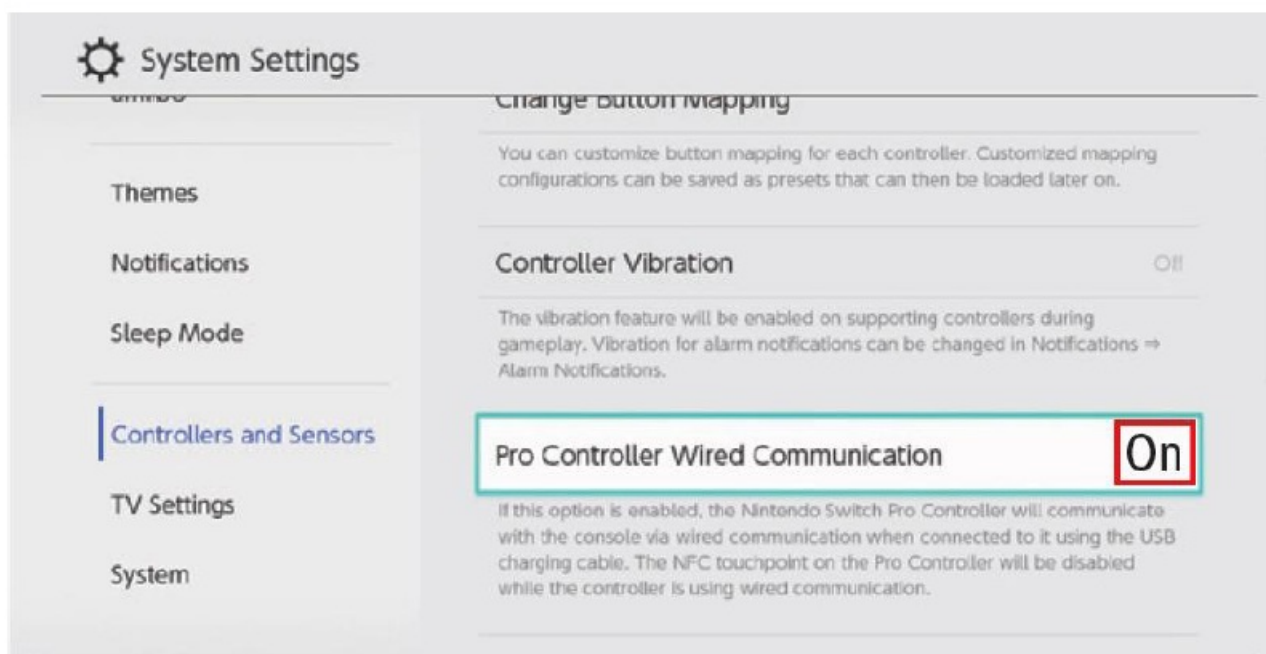 System Settings
amiibo
Change Button Mapping
You can customize button mapping for each controller. Customized mapping
configurations can be saved as presets that can then be loaded later on.
Themes
Notifications
Controller Vibration
Off
Sleep Mode
The vibration feature will be enabled on supporting controllers during
gameplay. Vibration for alarm notifications can be changed in Notifications ⇒
Alarm Notifications.
Controllers and Sensors
Pro Controller Wired Communication
On
TV Settings
If this option is enabled, the Nintendo Switch Pro Controller will communicate
with the console via wired communication when connected to it using the USB
charging cable. The NFC touchpoint on the Pro Controller will be disabled
while the controller is using wired communication.
System